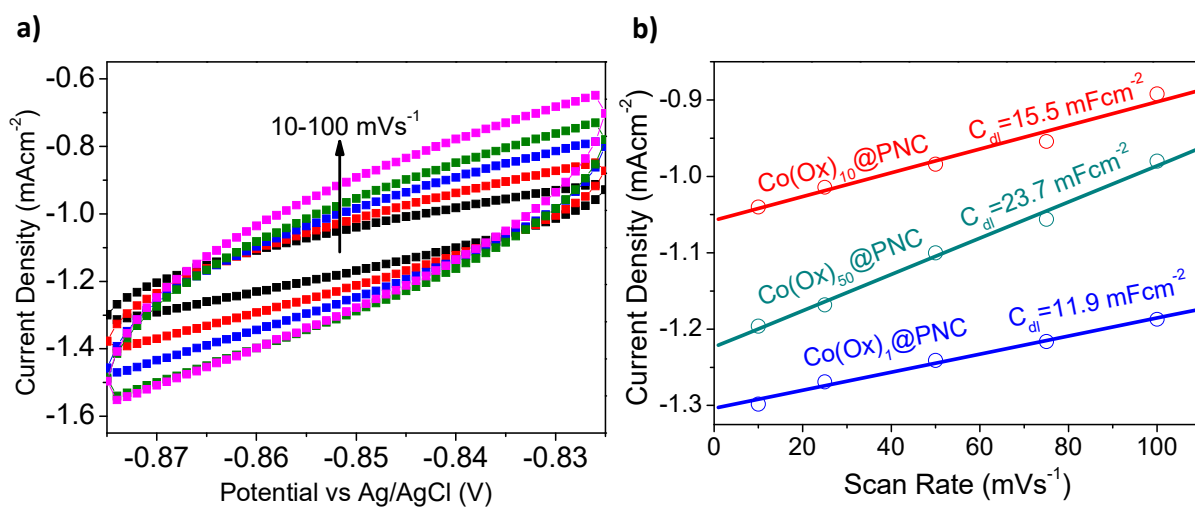 a)
-0.6
-0.8
-1.0
-1.2
-1.4
-1.6
Current Density (mAcm⁻²)
10-100 mVs⁻¹
-0.87 -0.86 -0.85 -0.84 -0.83
Potential vs Ag/AgCl (V)
b)
-0.9
-1.0
-1.1
-1.2
-1.3
Current Density (mAcm⁻²)
Co(Ox)₁₀@PNC C_dl=15.5 mFcm⁻²
Co(Ox)₅₀@PNC C_dl=23.7 mFcm⁻²
Co(Ox)₁@PNC C_dl=11.9 mFcm⁻²
0 20 40 60 80 100
Scan Rate (mVs⁻¹)